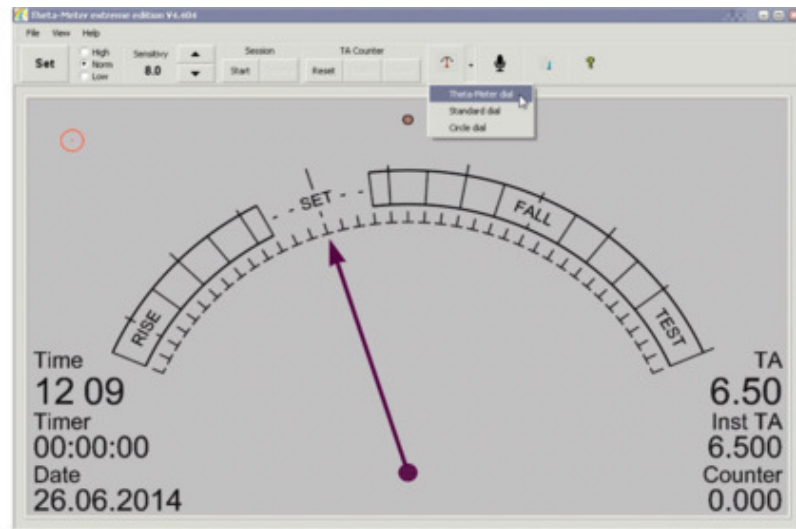 Theta-Meter extreme edition V4.604
File View Help
Set
High
Norm
Low
Sensitivy
8.0
Session
Start
TA Counter
Reset
Theta-Meter dial
Standard dial
Circle dial
RISE
SET
FALL
TEST
Time
12 09
Timer
00:00:00
Date
26.06.2014
TA
6.50
Inst TA
6.500
Counter
0.000